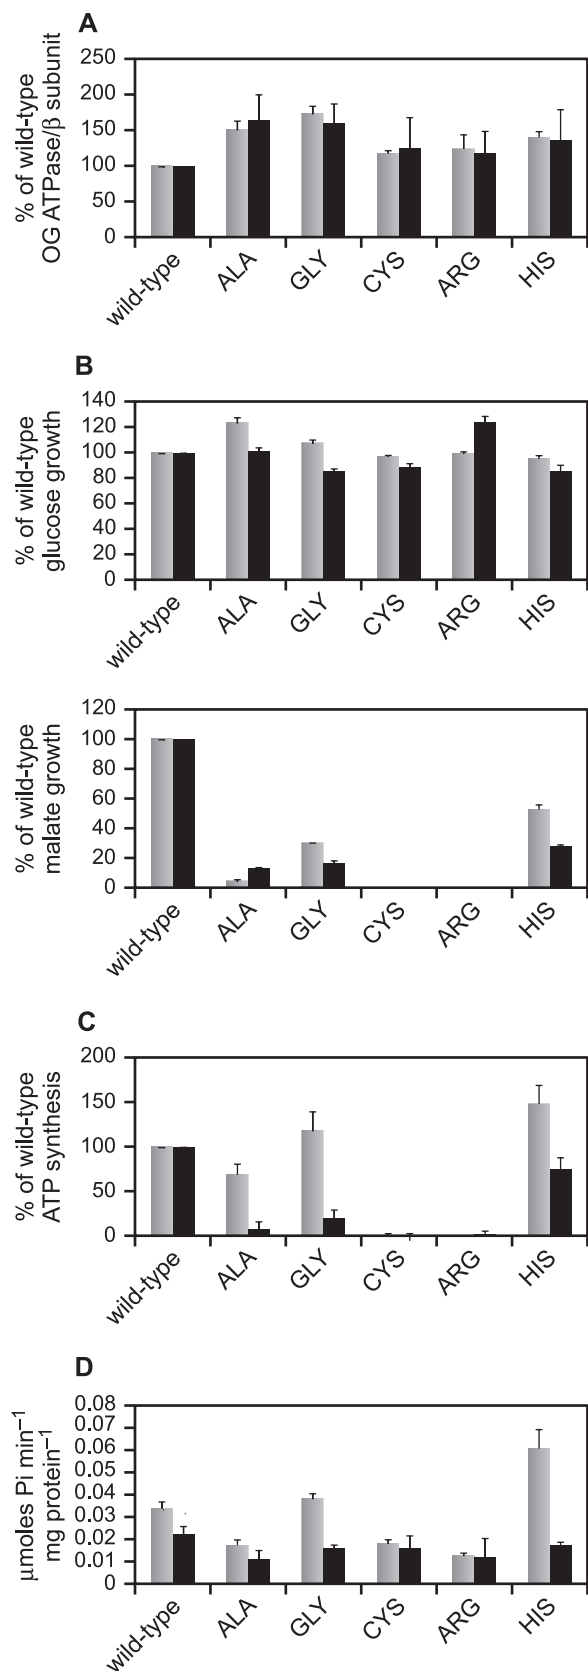 A
% of wild-type
OG ATPase/β subunit
250
200
150
100
50
0
wild-type
ALA
GLY
CYS
ARG
HIS
B
% of wild-type
glucose growth
140
120
100
80
60
40
20
0
wild-type
ALA
GLY
CYS
ARG
HIS
% of wild-type
malate growth
120
100
80
60
40
20
0
wild-type
ALA
GLY
CYS
ARG
HIS
C
% of wild-type
ATP synthesis
200
150
100
50
0
wild-type
ALA
GLY
CYS
ARG
HIS
D
μmoles Pi min⁻¹
mg protein⁻¹
0.08
0.07
0.06
0.05
0.04
0.03
0.02
0.01
0
wild-type
ALA
GLY
CYS
ARG
HIS